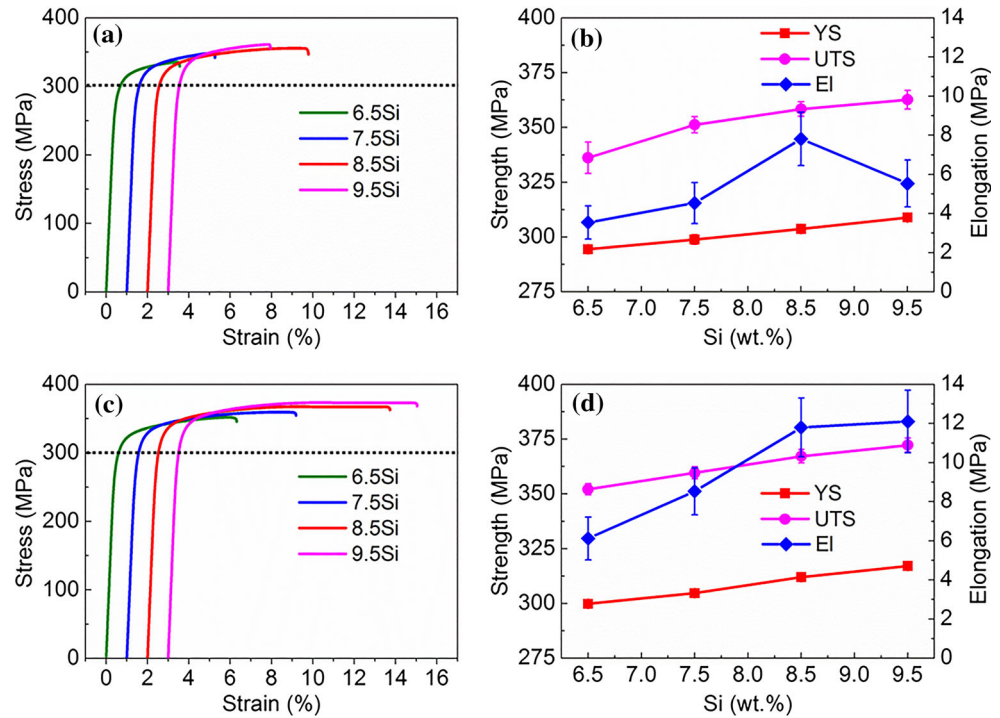 (a)
400
300
200
100
0
Stress (MPa)
6.5Si
7.5Si
8.5Si
9.5Si
0 2 4 6 8 10 12 14 16
Strain (%)
(b)
400
375
350
325
300
275
Strength (MPa)
YS
UTS
El
14
12
10
8
6
4
2
0
Elongation (MPa)
6.5 7.0 7.5 8.0 8.5 9.0 9.5
Si (wt.%)
(c)
400
300
200
100
0
Stress (MPa)
6.5Si
7.5Si
8.5Si
9.5Si
0 2 4 6 8 10 12 14 16
Strain (%)
(d)
400
375
350
325
300
275
Strength (MPa)
YS
UTS
El
14
12
10
8
6
4
2
0
Elongation (MPa)
6.5 7.0 7.5 8.0 8.5 9.0 9.5
Si (wt.%)